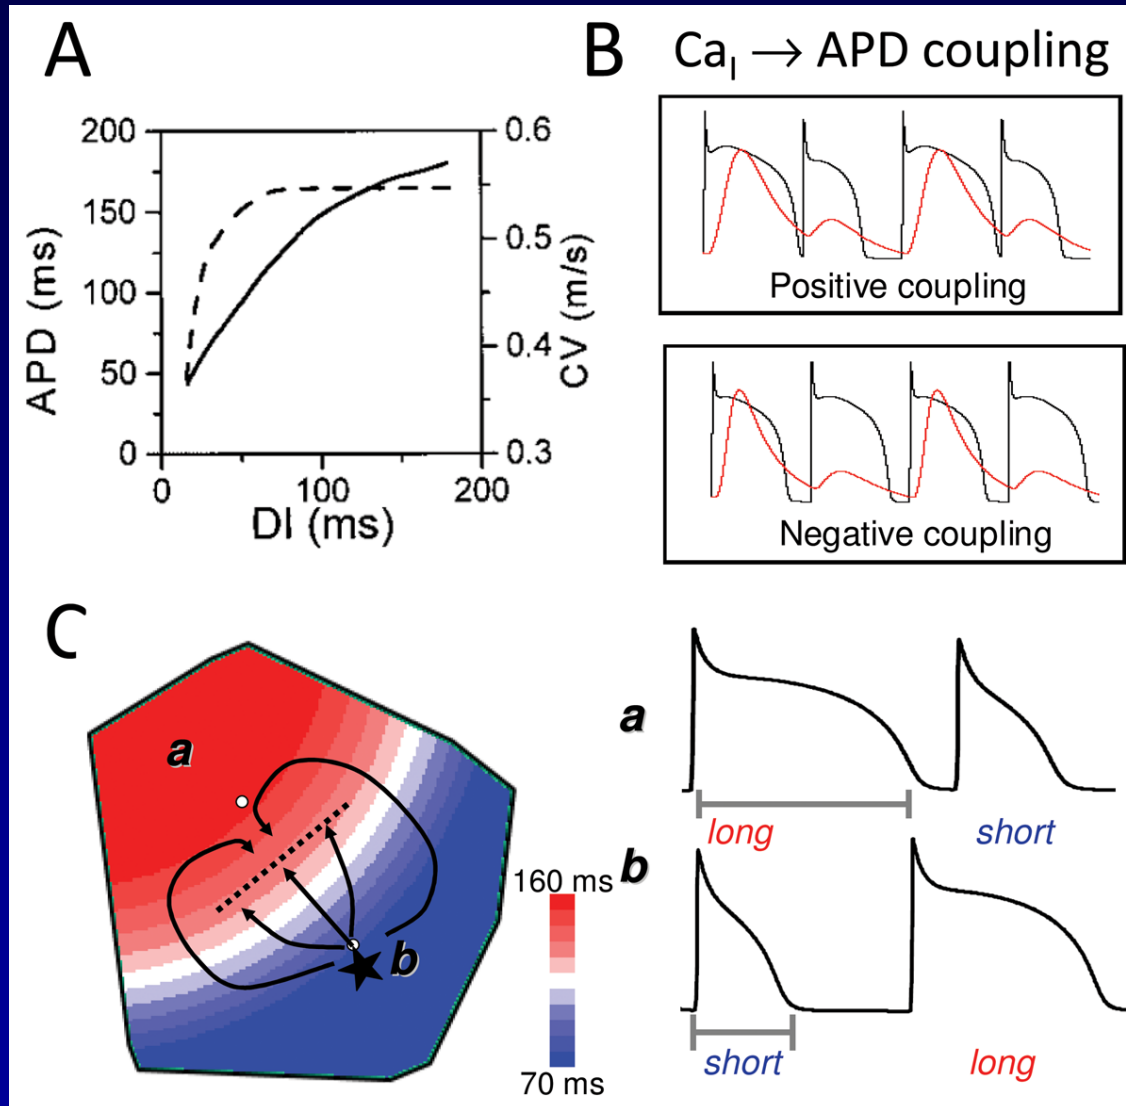 A
200
150
100
50
0
APD (ms)
0.6
0.5
0.4
0.3
CV (m/s)
0
100
200
DI (ms)
B
Caᵢ → APD coupling
Positive coupling
Negative coupling
C
a
b
160 ms
70 ms
a
long
short
b
short
long